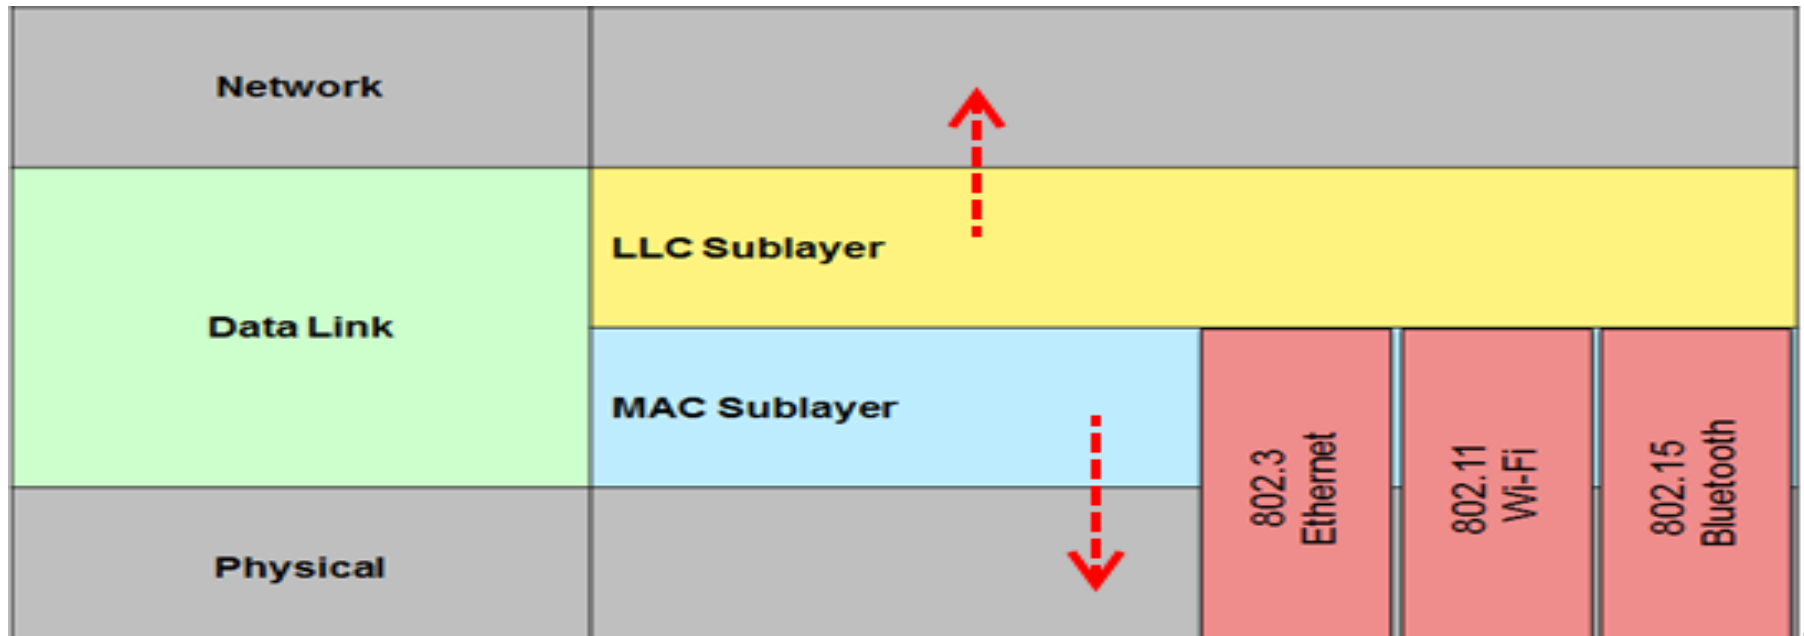 Network
LLC Sublayer
Data Link
MAC Sublayer
802.3
Ethernet
802.11
Wi-Fi
802.15
Bluetooth
Physical